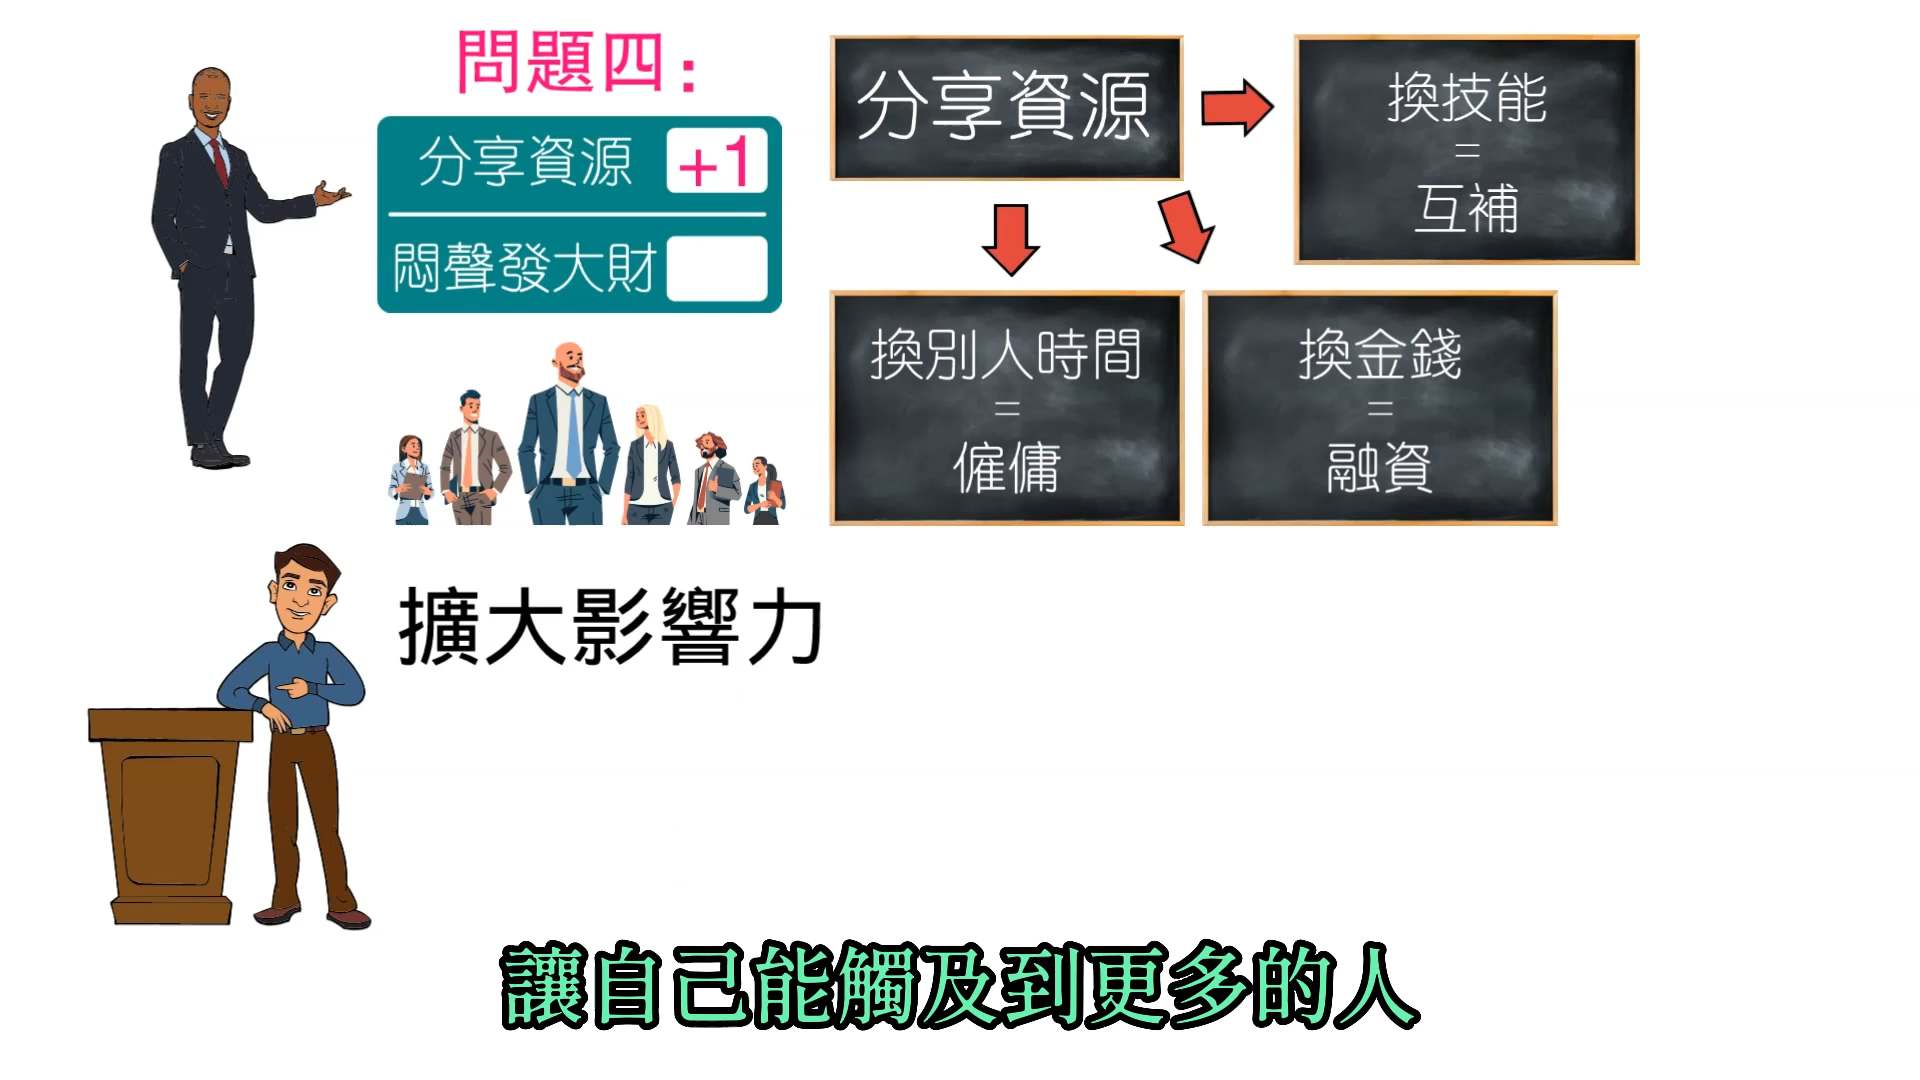 問題四：
分享資源 +1
悶聲發大財
分享資源
換技能
=
互補
換別人時間
=
僱傭
換金錢
=
融資
擴大影響力
讓自己能觸及到更多的人